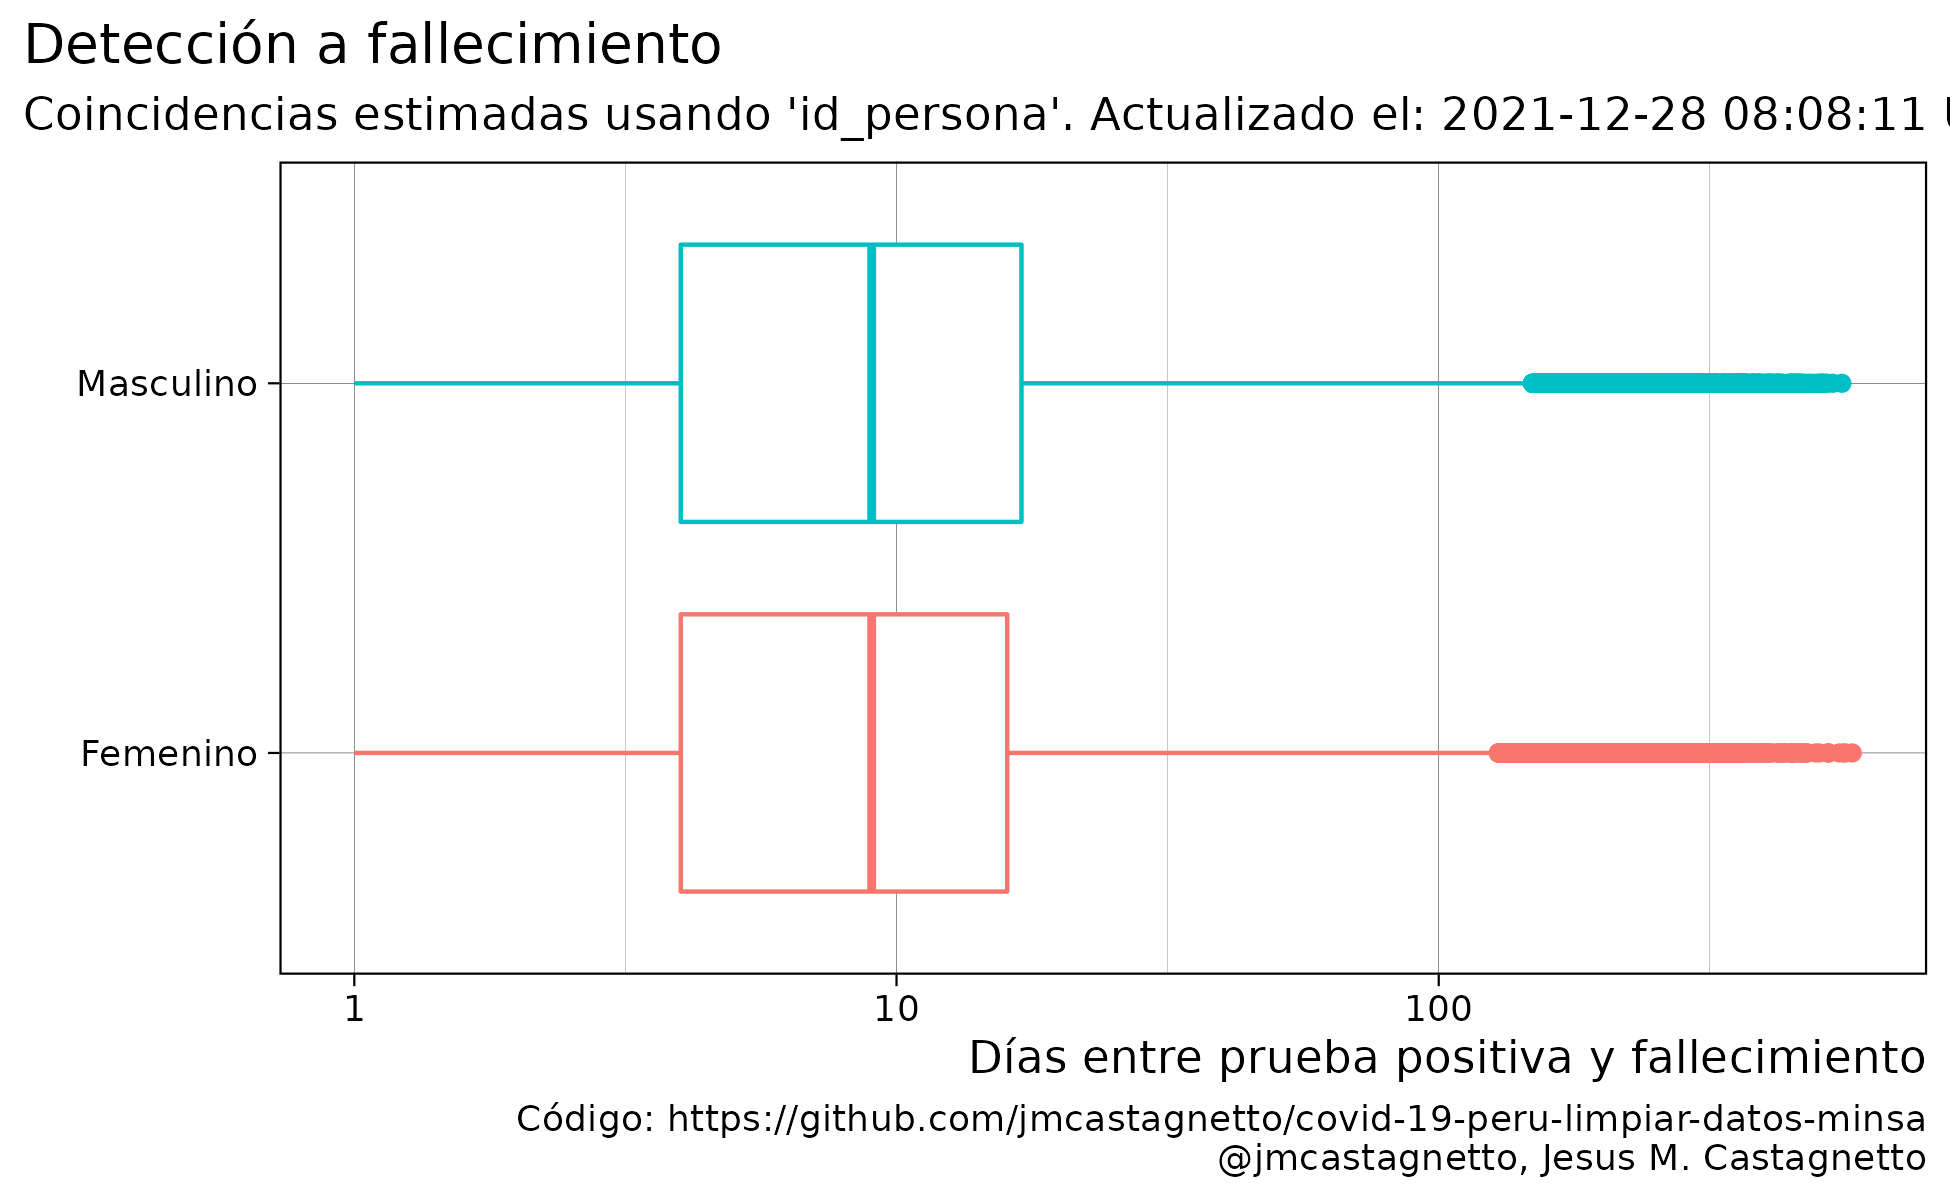 Detección a fallecimiento
Coincidencias estimadas usando 'id_persona'. Actualizado el: 2021-12-28 08:08:11
Masculino
Femenino
1 10 100
Días entre prueba positiva y fallecimiento
Código: https://github.com/jmcastagnetto/covid-19-peru-limpiar-datos-minsa
@jmcastagnetto, Jesus M. Castagnetto